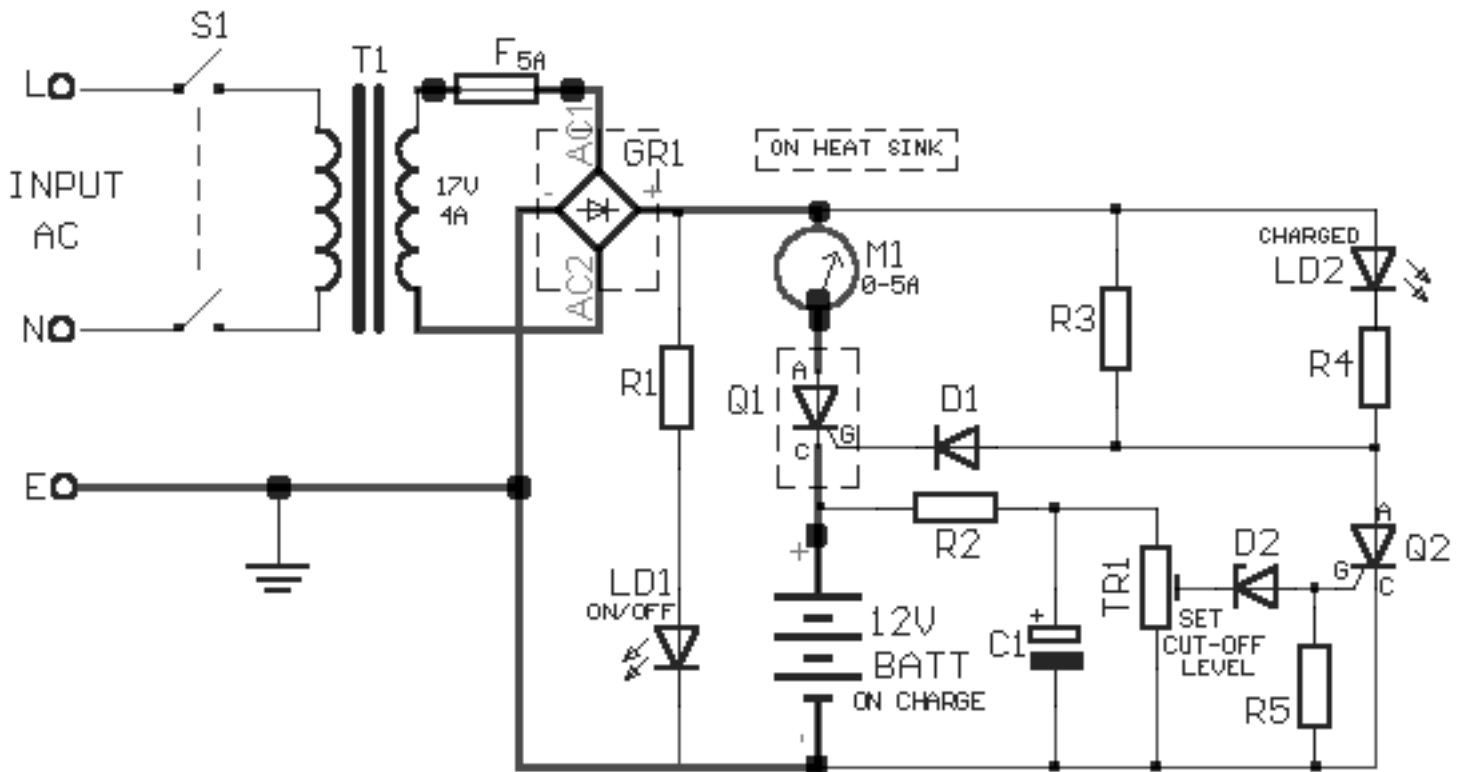 S1
T1
F5A
L
AC1
GR1
ON HEAT SINK
INPUT
AC
17V
4A
-
+
CHARGED
LD2
M1
0-5A
AC2
N
R3
R4
R1
Q1
A
D1
G
C
E
R2
A
Q2
D2
G
C
TR1
SET
CUT-OFF
LEVEL
LD1
ON/OFF
+
12V
BATT
ON CHARGE
+
C1
R5
-